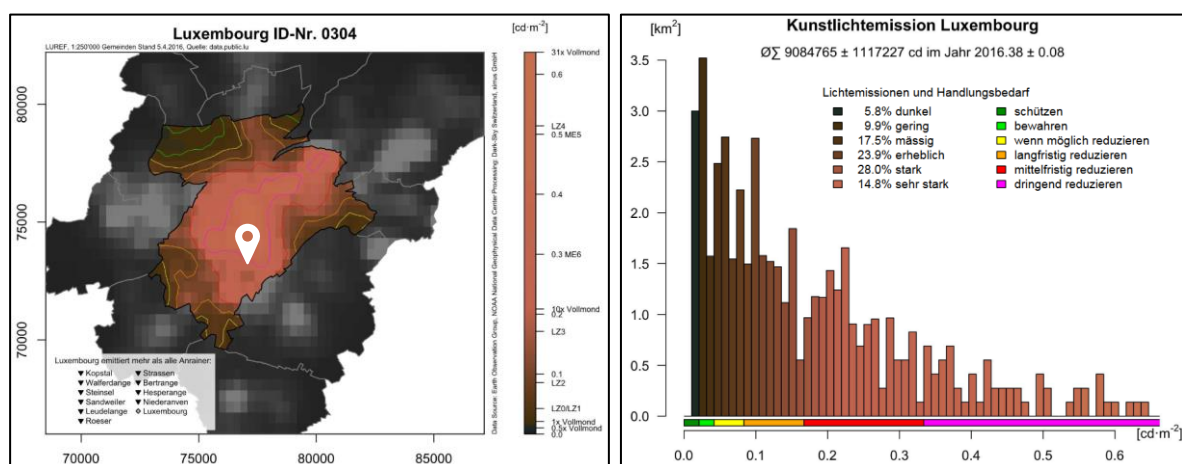 Luxembourg ID-Nr. 0304
LUREF, 1:250'000 Gemeinden Stand 5.4.2016, Quelle: data.public.lu
80000
75000
70000
70000
75000
80000
85000
Luxembourg emittiert mehr als alle Anrainer:
▼ Kopstal
▼ Walferdange
▼ Steinsel
▼ Sandweiler
▼ Leudelange
▼ Roeser
▼ Strassen
▼ Bertrange
▼ Hesperange
▼ Niederanven
◇ Luxembourg
Data Source: Earth Observation Group, NOAA National Geophysical Data Center Processing: Dark-Sky Switzerland, ximus GmbH
[cd·m⁻²]
31x Vollmond
0.6
LZ4
0.5 ME5
0.4
0.3 ME6
10x Vollmond
0.2
LZ3
0.1
LZ2
LZ0/LZ1
1x Vollmond
0.5x Vollmond
0.0
[km²]
Kunstlichtemission Luxembourg
Ø∑ 9084765 ± 1117227 cd im Jahr 2016.38 ± 0.08
Lichtemissionen und Handlungsbedarf
5.8% dunkel
schützen
9.9% gering
bewahren
17.5% mässig
wenn möglich reduzieren
23.9% erheblich
langfristig reduzieren
28.0% stark
mittelfristig reduzieren
14.8% sehr stark
dringend reduzieren
3.5
3.0
2.5
2.0
1.5
1.0
0.5
0.0
[cd·m⁻²]
0.0
0.1
0.2
0.3
0.4
0.5
0.6